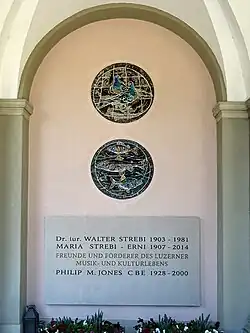 Dr. iur. WALTER STREBI 1903 - 1981
MARIA STREBI - ERNI 1907 - 2014
FREUNDE UND FÖRDERER DES LUZERNER
MUSIK- UND KULTURLEBENS
PHILIP M. JONES CBE 1928 - 2000